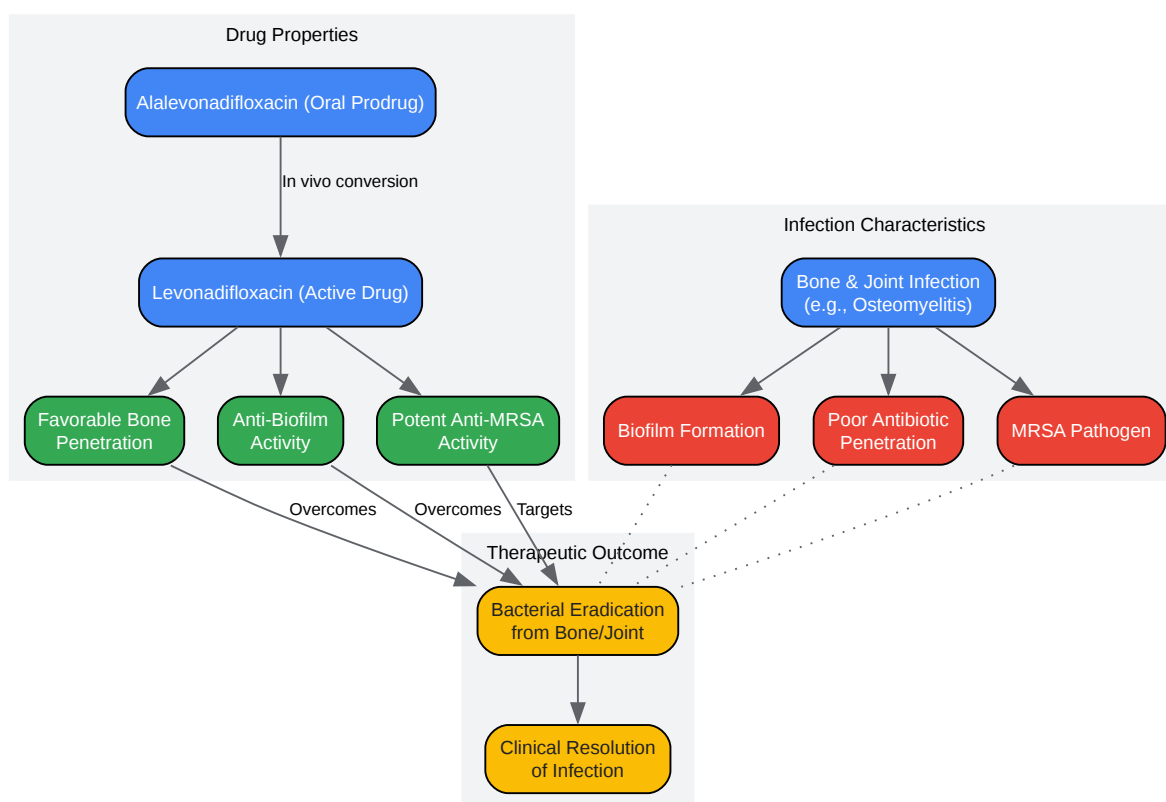 Drug Properties
Alalevonadifloxacin (Oral Prodrug)
In vivo conversion
Levonadifloxacin (Active Drug)
Favorable Bone
Penetration
Anti-Biofilm
Activity
Potent Anti-MRSA
Activity
Infection Characteristics
Bone & Joint Infection
(e.g., Osteomyelitis)
Biofilm Formation
Poor Antibiotic
Penetration
MRSA Pathogen
Overcomes
Overcomes
Targets
Therapeutic Outcome
Bacterial Eradication
from Bone/Joint
Clinical Resolution
of Infection